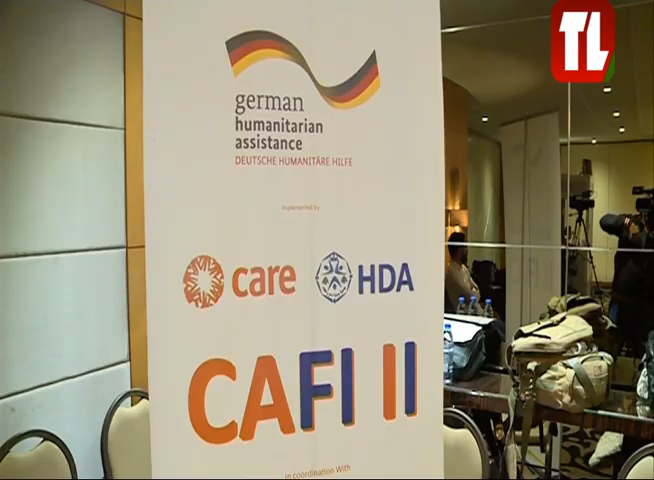 TL
german
humanitarian
assistance
DEUTSCHE HUMANITÄRE HILFE
implemented by
care
HDA
CAFI II
in coordination With